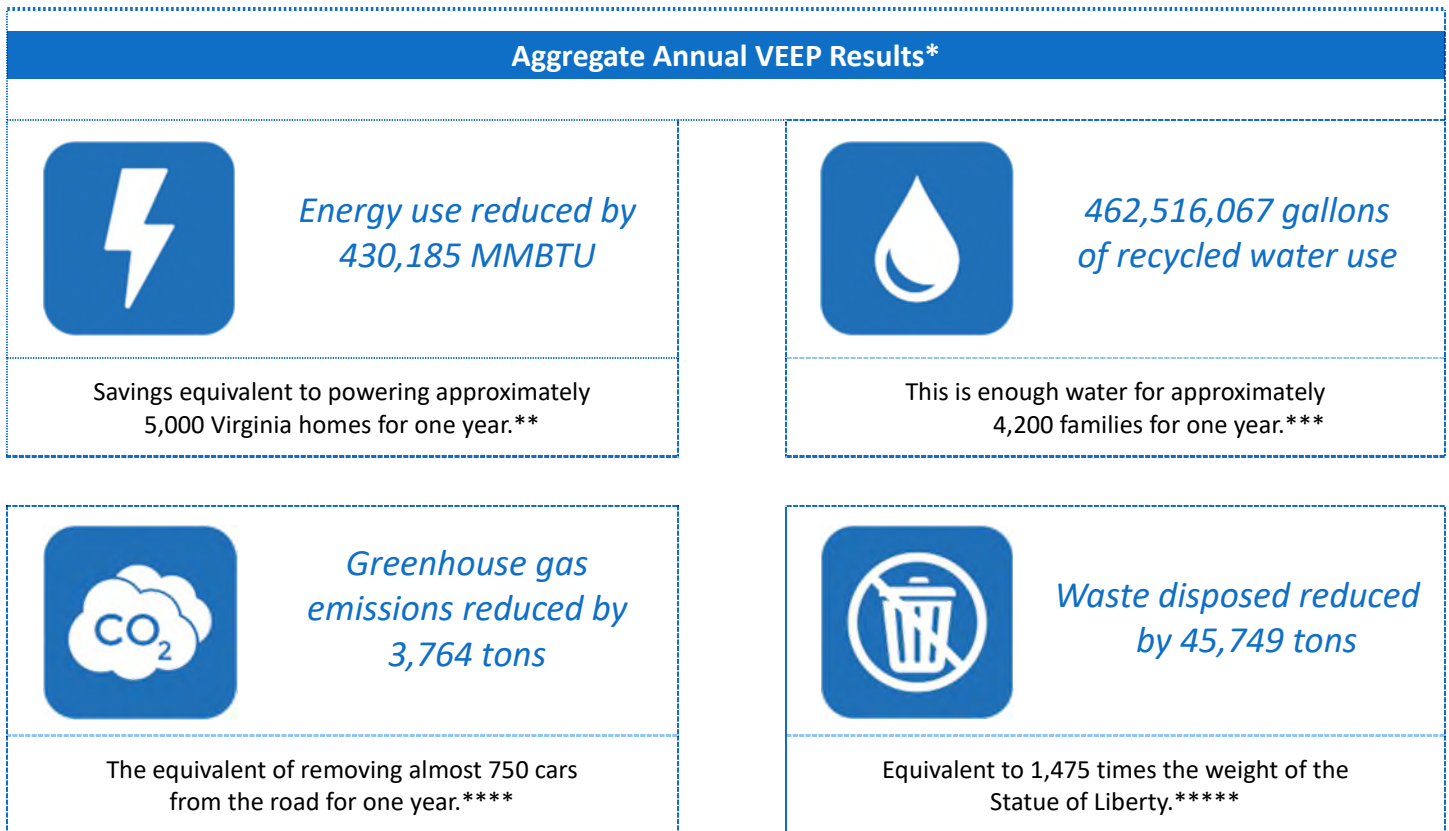 Aggregate Annual VEEP Results*
Energy use reduced by
430,185 MMBTU
Savings equivalent to powering approximately
5,000 Virginia homes for one year.**
462,516,067 gallons
of recycled water use
This is enough water for approximately
4,200 families for one year.***
Greenhouse gas
emissions reduced by
3,764 tons
CO2
The equivalent of removing almost 750 cars
from the road for one year.****
Waste disposed reduced
by 45,749 tons
Equivalent to 1,475 times the weight of the
Statue of Liberty.*****